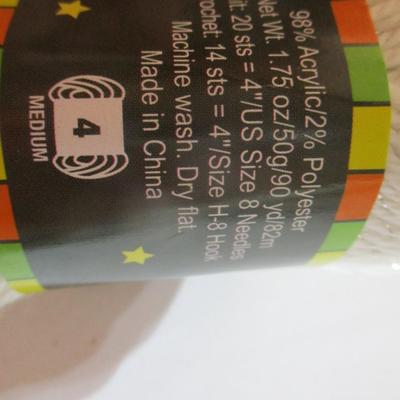 98% Acrylic/2% Polyester
Net Wt. 1.75 oz/50g/90 yd/82m
20 sts = 4"/US Size 8 Needles
14 sts = 4"/Size H-8 Hook
Machine wash. Dry flat.
Made in China
4
MEDIUM